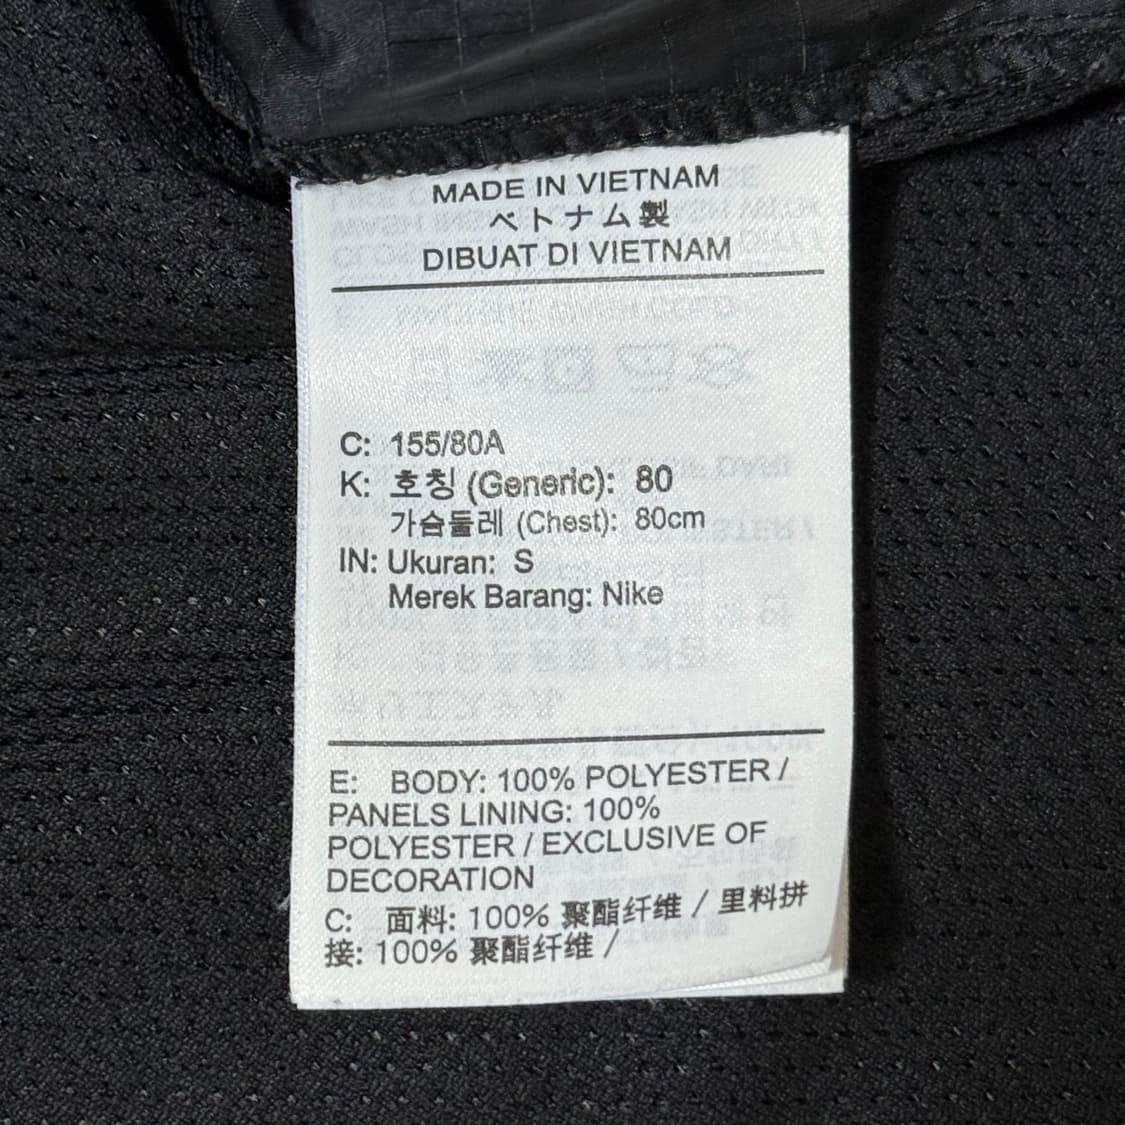 MADE IN VIETNAM
ベトナム製
DIBUAT DI VIETNAM
C: 155/80A
K: 호칭 (Generic): 80
가슴둘레 (Chest): 80cm
IN: Ukuran: S
Merek Barang: Nike
E: BODY: 100% POLYESTER /
PANELS LINING: 100%
POLYESTER / EXCLUSIVE OF
DECORATION
C: 面料: 100% 聚酯纤维 / 里料拼
接: 100% 聚酯纤维 /